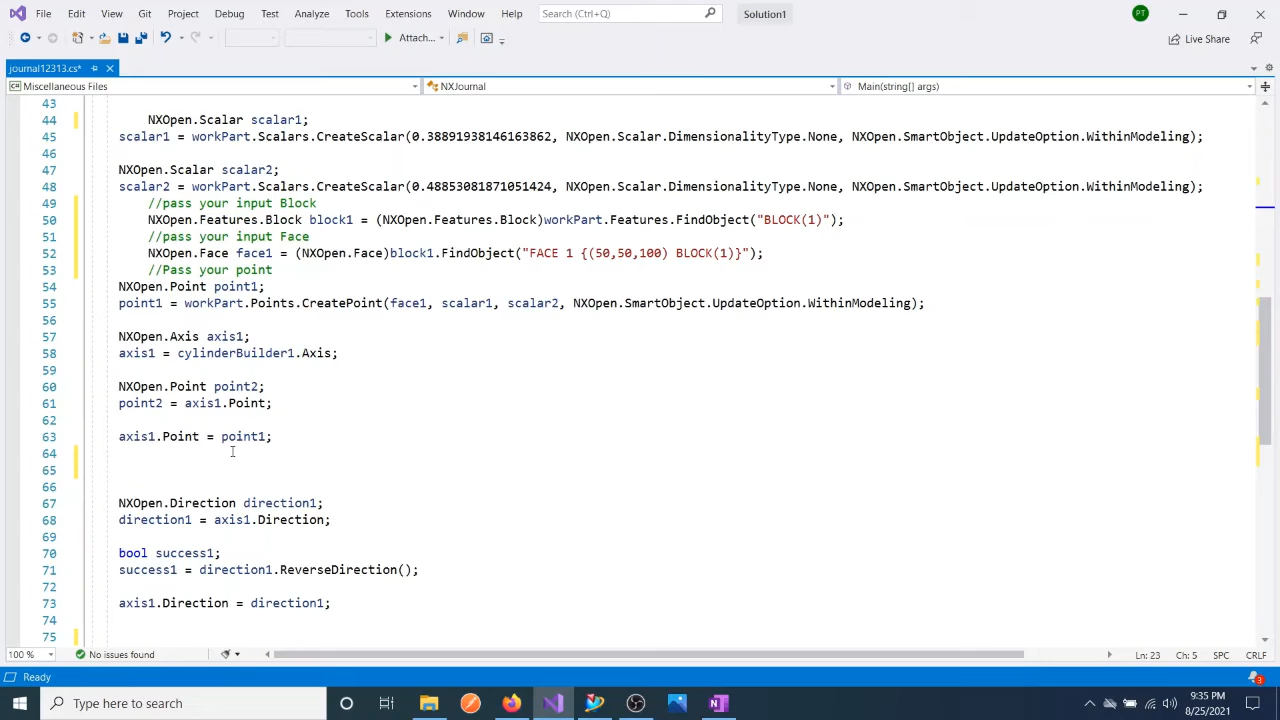 File Edit View Git Project Debug Test Analyze Tools Extensions Window Help Search (Ctrl+Q) Solution1 PT
Attach... Live Share
journal12313.cs*
Miscellaneous Files NXJournal Main(string[] args)
43
44 NXOpen.Scalar scalar1;
45 scalar1 = workPart.Scalars.CreateScalar(0.38891938146163862, NXOpen.Scalar.DimensionalityType.None, NXOpen.SmartObject.UpdateOption.WithinModeling);
46
47 NXOpen.Scalar scalar2;
48 scalar2 = workPart.Scalars.CreateScalar(0.48853081871051424, NXOpen.Scalar.DimensionalityType.None, NXOpen.SmartObject.UpdateOption.WithinModeling);
49 //pass your input Block
50 NXOpen.Features.Block block1 = (NXOpen.Features.Block)workPart.Features.FindObject("BLOCK(1)");
51 //pass your input Face
52 NXOpen.Face face1 = (NXOpen.Face)block1.FindObject("FACE 1 {(50,50,100) BLOCK(1)}");
53 //Pass your point
54 NXOpen.Point point1;
55 point1 = workPart.Points.CreatePoint(face1, scalar1, scalar2, NXOpen.SmartObject.UpdateOption.WithinModeling);
56
57 NXOpen.Axis axis1;
58 axis1 = cylinderBuilder1.Axis;
59
60 NXOpen.Point point2;
61 point2 = axis1.Point;
62
63 axis1.Point = point1;
64
65
66
67 NXOpen.Direction direction1;
68 direction1 = axis1.Direction;
69
70 bool success1;
71 success1 = direction1.ReverseDirection();
72
73 axis1.Direction = direction1;
74
75
100 % No issues found Ln: 23 Ch: 5 SPC CRLF
Ready 3
Type here to search 9:35 PM
8/25/2021